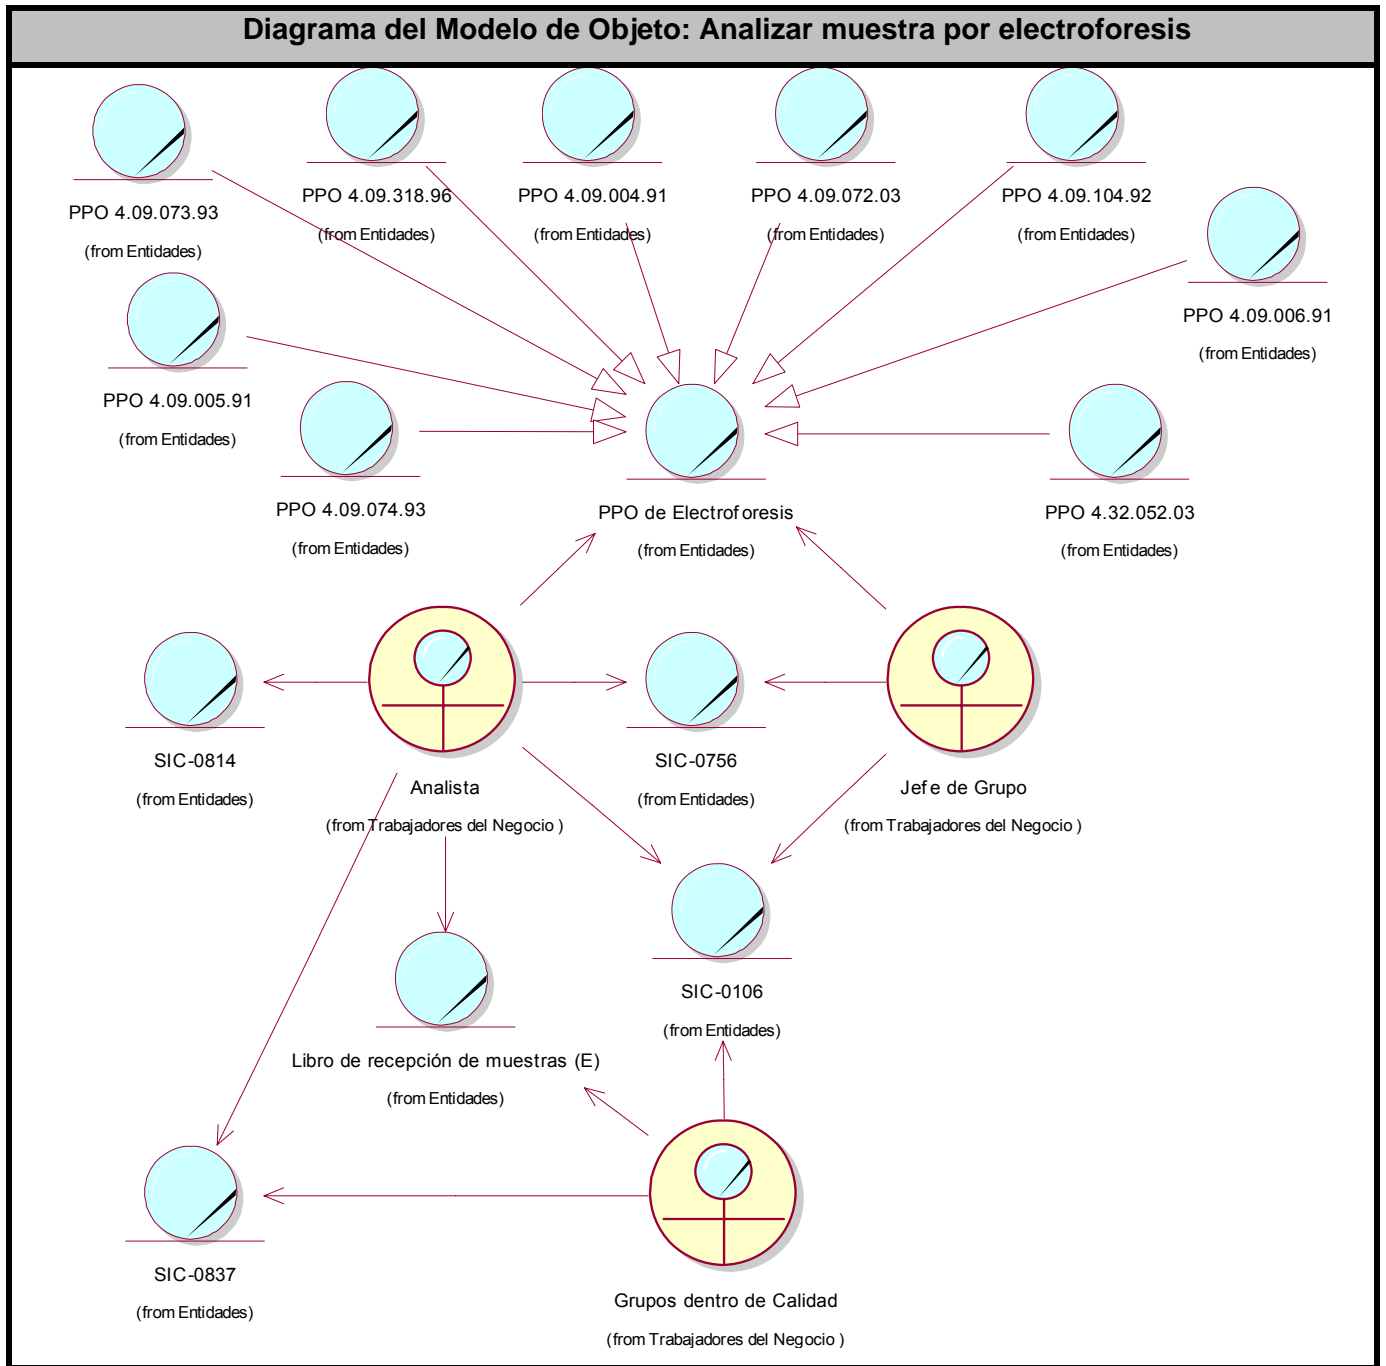 Diagrama del Modelo de Objeto: Analizar muestra por electroforesis
PPO 4.09.073.93
(from Entidades)
PPO 4.09.318.96
(from Entidades)
PPO 4.09.004.91
(from Entidades)
PPO 4.09.072.03
(from Entidades)
PPO 4.09.104.92
(from Entidades)
PPO 4.09.006.91
(from Entidades)
PPO 4.09.005.91
(from Entidades)
PPO 4.09.074.93
(from Entidades)
PPO de Electroforesis
(from Entidades)
PPO 4.32.052.03
(from Entidades)
SIC-0814
(from Entidades)
Analista
(from Trabajadores del Negocio )
SIC-0756
(from Entidades)
Jefe de Grupo
(from Trabajadores del Negocio )
SIC-0106
(from Entidades)
Libro de recepción de muestras (E)
(from Entidades)
SIC-0837
(from Entidades)
Grupos dentro de Calidad
(from Trabajadores del Negocio )